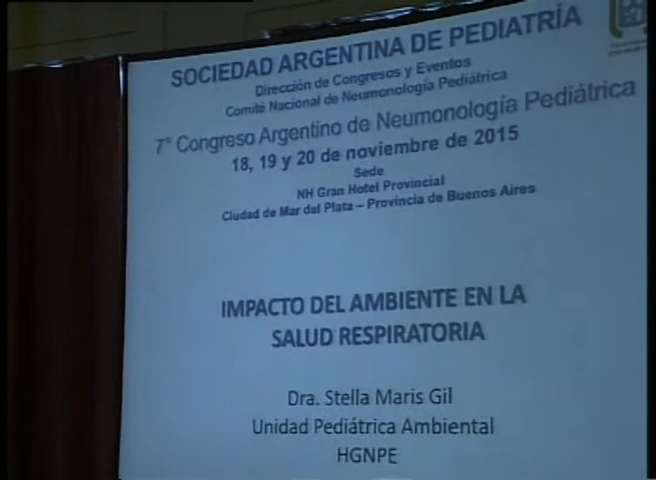 SOCIEDAD ARGENTINA DE PEDIATRÍA
Dirección de Congresos y Eventos
Comité Nacional de Neumonología Pediátrica
7° Congreso Argentino de Neumonología Pediátrica
18, 19 y 20 de noviembre de 2015
Sede
NH Gran Hotel Provincial
Ciudad de Mar del Plata – Provincia de Buenos Aires
IMPACTO DEL AMBIENTE EN LA
SALUD RESPIRATORIA
Dra. Stella Maris Gil
Unidad Pediátrica Ambiental
HGNPE